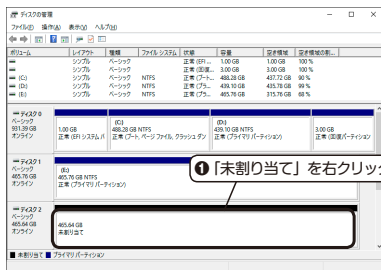 ディスクの管理
ファイル(F) 操作(A) 表示(V) ヘルプ(H)
ボリューム レイアウト 種類 ファイル システム 状態 容量 空き領域 空き領域の割...
シンプル ベーシック 正常 (EFI ... 1.00 GB 1.00 GB 100 %
シンプル ベーシック 正常 (回復... 3.00 GB 3.00 GB 100 %
(C:) シンプル ベーシック NTFS 正常 (ブート... 488.28 GB 437.72 GB 90 %
(D:) シンプル ベーシック NTFS 正常 (プラ... 439.10 GB 435.78 GB 99 %
(E:) シンプル ベーシック NTFS 正常 (プラ... 465.76 GB 315.76 GB 68 %
ディスク 0
ベーシック
931.39 GB
オンライン
1.00 GB
正常 (EFI システム パ
(C:)
488.28 GB NTFS
正常 (ブート, ページ ファイル, クラッシュ ダン
(D:)
439.10 GB NTFS
正常 (プライマリ パーティション)
3.00 GB
正常 (回復パーティション)
ディスク 1
ベーシック
465.76 GB
オンライン
(E:)
465.76 GB NTFS
正常 (プライマリ パーティション)
❶「未割り当て」を右クリック
ディスク 2
ベーシック
465.64 GB
オンライン
465.64 GB
未割り当て
未割り当て プライマリ パーティション